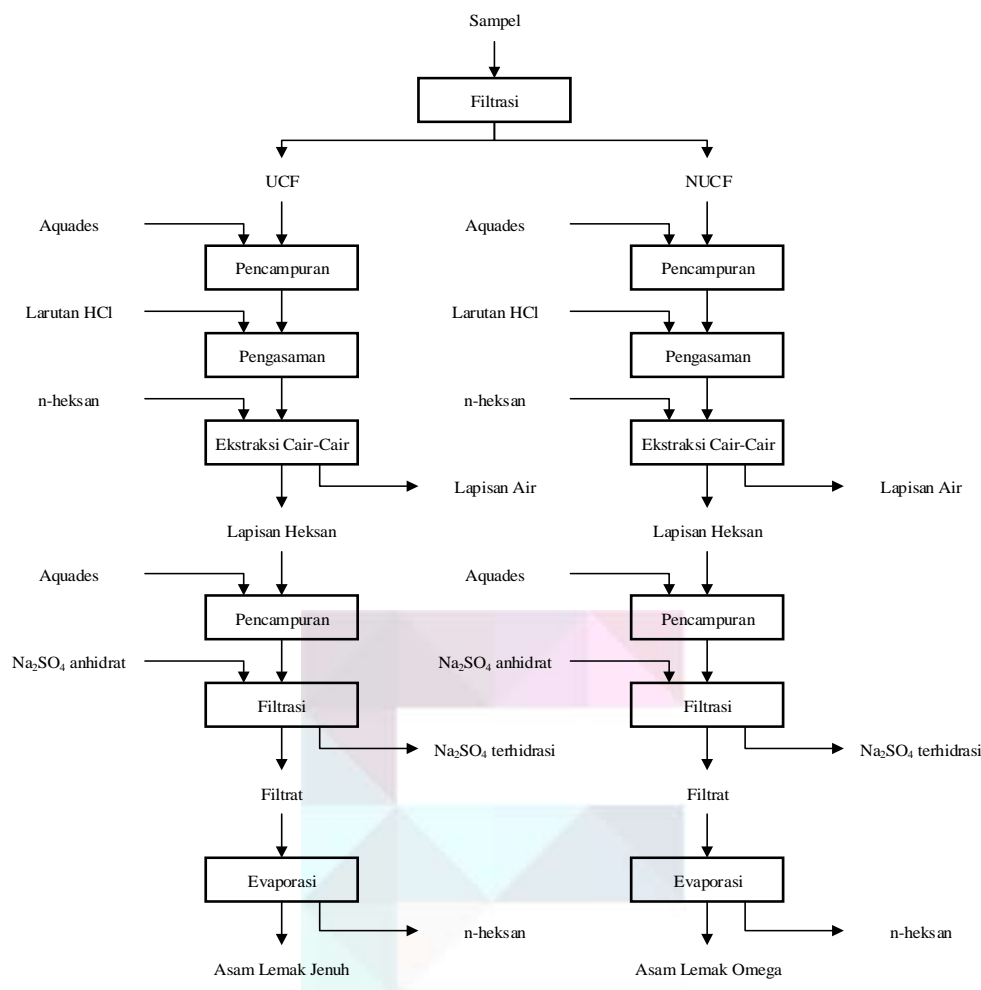 Sampel
Filtrasi
UCF
NUCF
Aquades
Aquades
Pencampuran
Pencampuran
Larutan HCl
Larutan HCl
Pengasaman
Pengasaman
n-heksan
n-heksan
Ekstraksi Cair-Cair
Ekstraksi Cair-Cair
Lapisan Air
Lapisan Air
Lapisan Heksan
Lapisan Heksan
Aquades
Aquades
Pencampuran
Pencampuran
Na₂SO₄ anhidrat
Na₂SO₄ anhidrat
Filtrasi
Filtrasi
Na₂SO₄ terhidrasi
Na₂SO₄ terhidrasi
Filtrat
Filtrat
Evaporasi
Evaporasi
n-heksan
n-heksan
Asam Lemak Jenuh
Asam Lemak Omega